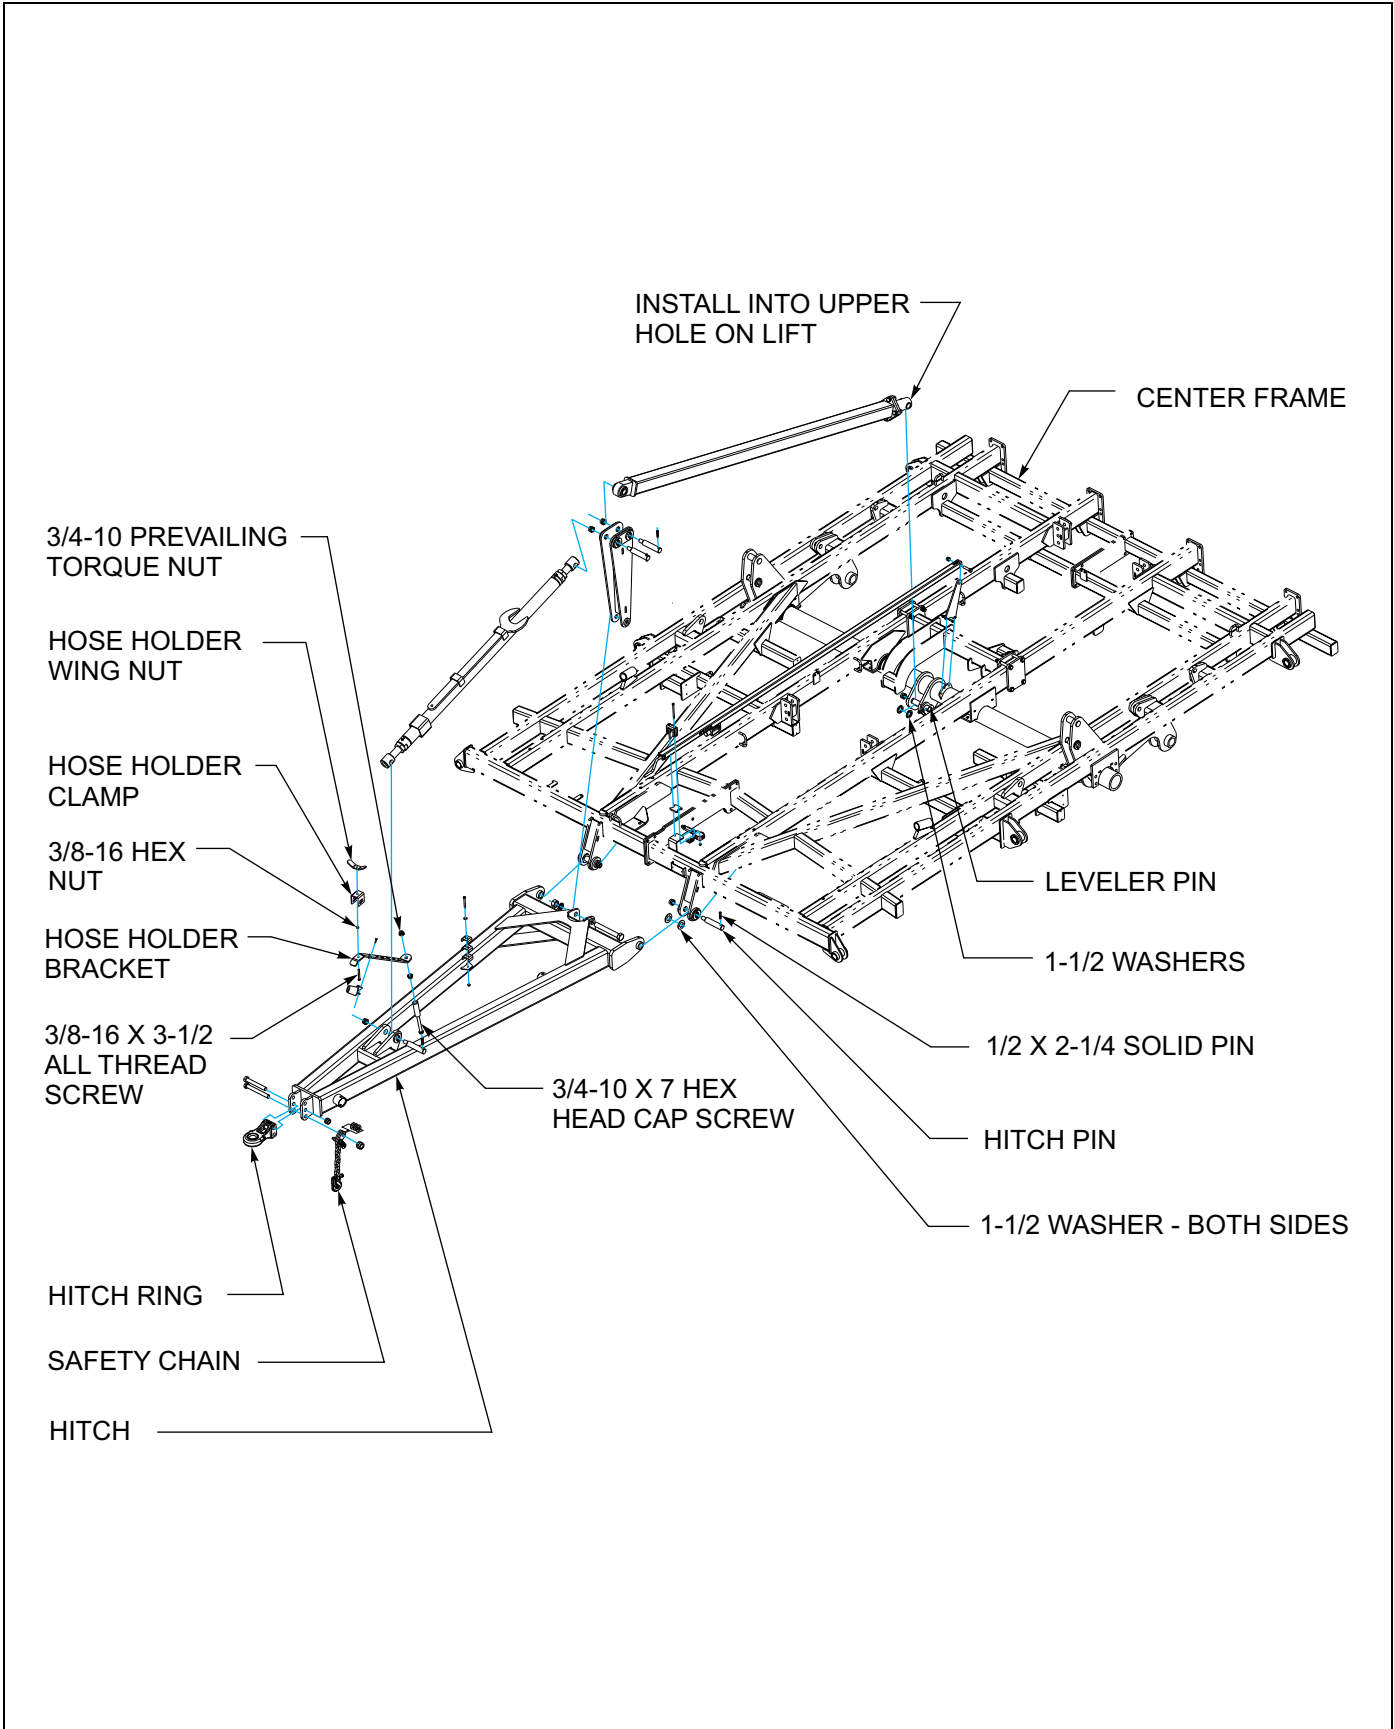 INSTALL INTO UPPER
HOLE ON LIFT
CENTER FRAME
3/4-10 PREVAILING
TORQUE NUT
HOSE HOLDER
WING NUT
HOSE HOLDER
CLAMP
3/8-16 HEX
NUT
HOSE HOLDER
BRACKET
3/8-16 X 3-1/2
ALL THREAD
SCREW
LEVELER PIN
1-1/2 WASHERS
1/2 X 2-1/4 SOLID PIN
3/4-10 X 7 HEX
HEAD CAP SCREW
HITCH PIN
1-1/2 WASHER - BOTH SIDES
HITCH RING
SAFETY CHAIN
HITCH